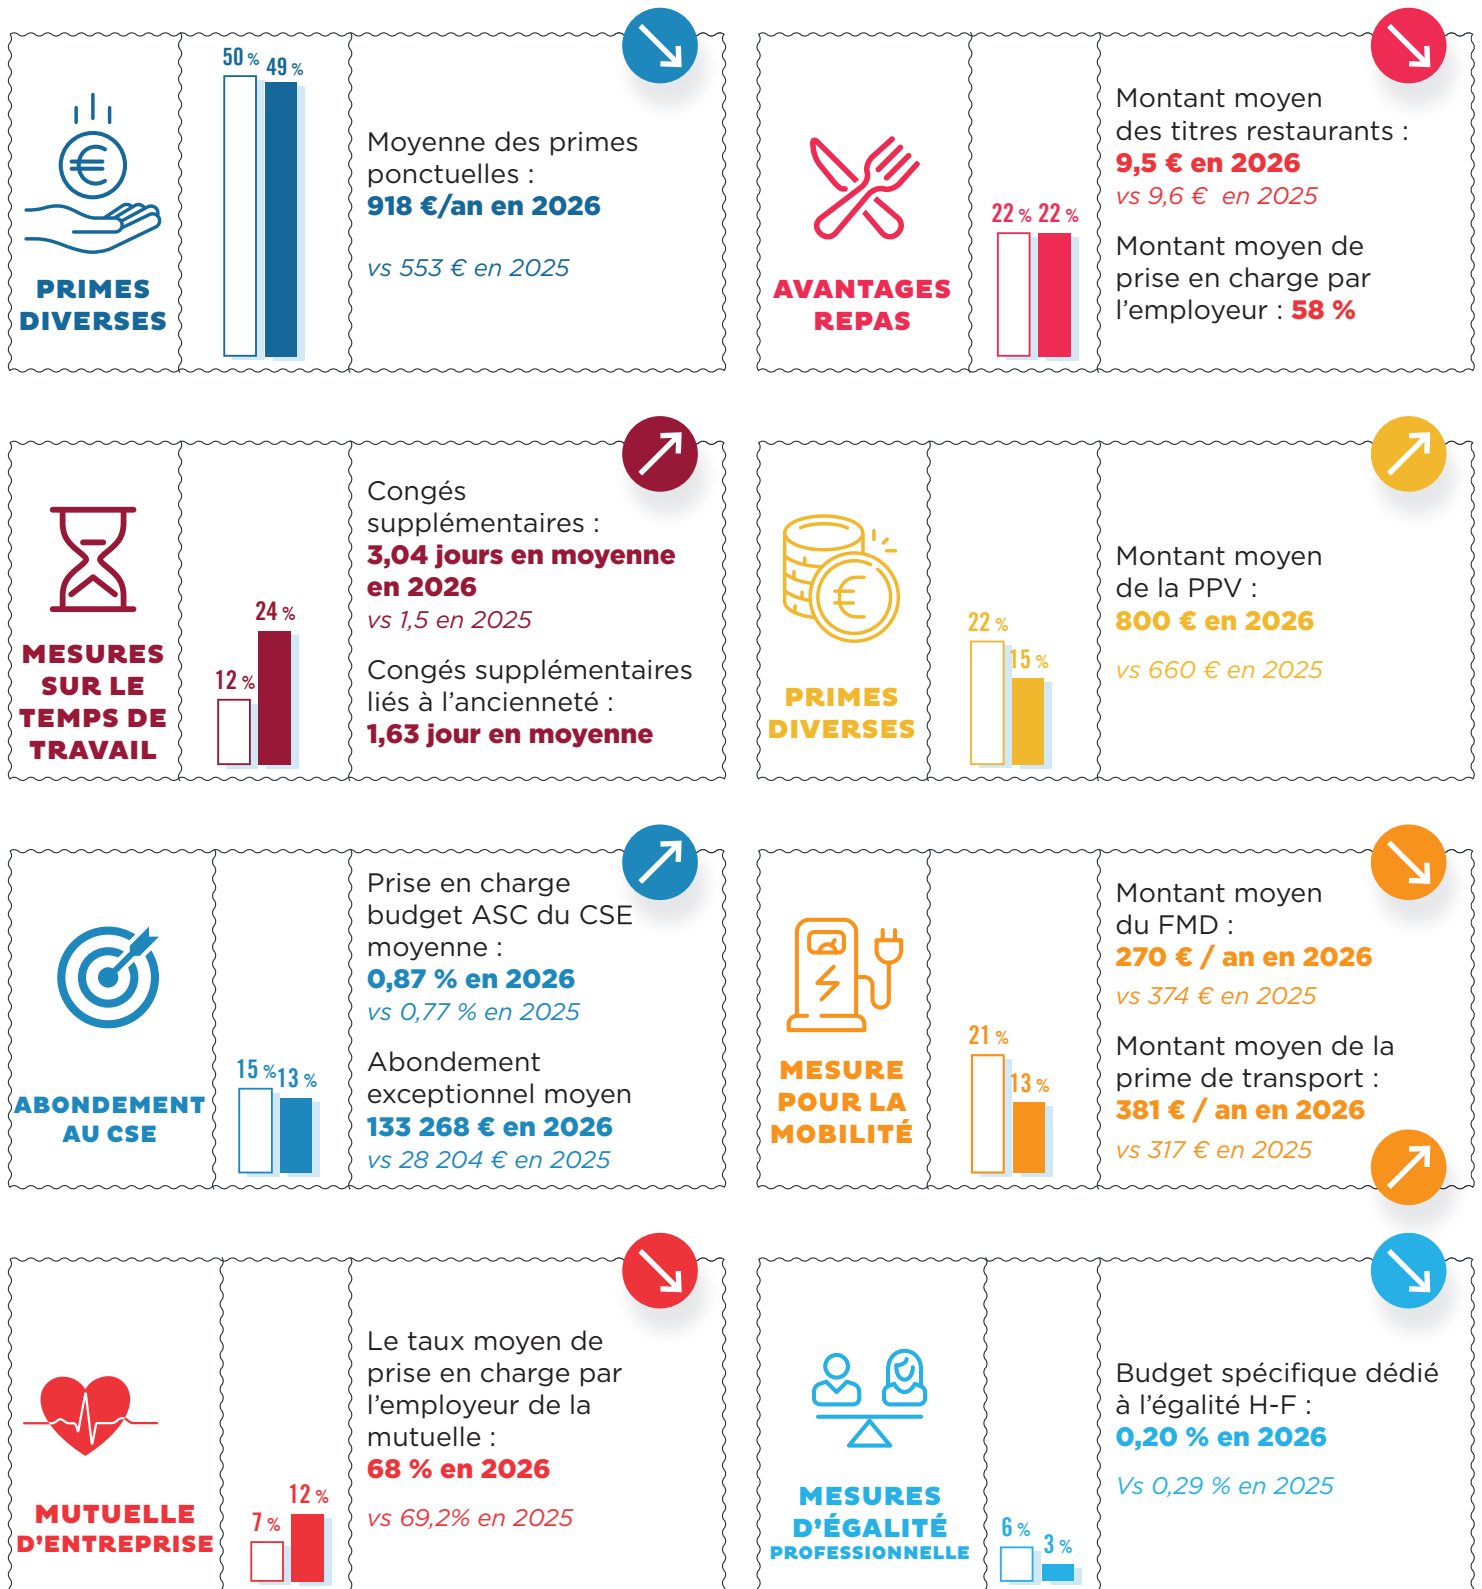 PRIMES
DIVERSES
50 %
49 %
Moyenne des primes
ponctuelles :
918 €/an en 2026
vs 553 € en 2025
AVANTAGES
REPAS
22 %
22 %
Montant moyen
des titres restaurants :
9,5 € en 2026
vs 9,6 € en 2025
Montant moyen de
prise en charge par
l’employeur : 58 %
MESURES
SUR LE
TEMPS DE
TRAVAIL
12 %
24 %
Congés
supplémentaires :
3,04 jours en moyenne
en 2026
vs 1,5 en 2025
Congés supplémentaires
liés à l’ancienneté :
1,63 jour en moyenne
PRIMES
DIVERSES
22 %
15 %
Montant moyen
de la PPV :
800 € en 2026
vs 660 € en 2025
ABONDEMENT
AU CSE
15 %
13 %
Prise en charge
budget ASC du CSE
moyenne :
0,87 % en 2026
vs 0,77 % en 2025
Abondement
exceptionnel moyen
133 268 € en 2026
vs 28 204 € en 2025
MESURE
POUR LA
MOBILITÉ
21 %
13 %
Montant moyen
du FMD :
270 € / an en 2026
vs 374 € en 2025
Montant moyen de la
prime de transport :
381 € / an en 2026
vs 317 € en 2025
MUTUELLE
D’ENTREPRISE
7 %
12 %
Le taux moyen de
prise en charge par
l’employeur de la
mutuelle :
68 % en 2026
vs 69,2% en 2025
MESURES
D’ÉGALITÉ
PROFESSIONNELLE
6 %
3 %
Budget spécifique dédié
à l’égalité H-F :
0,20 % en 2026
Vs 0,29 % en 2025